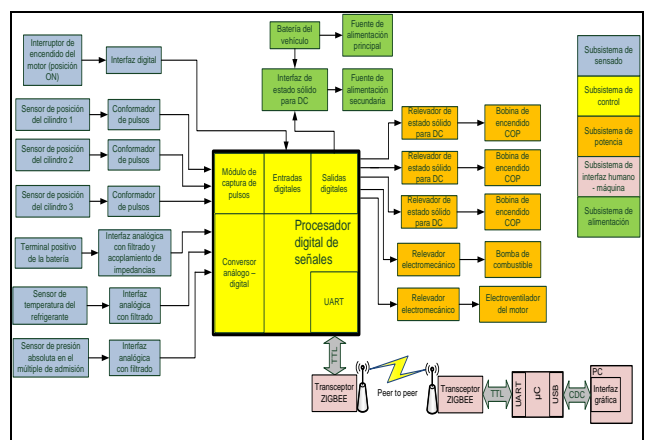 Interruptor de
encendido del
motor (posición
ON)
Interfaz digital
Batería del
vehículo
Fuente de
alimentación
principal
Interfaz de
estado sólido
para DC
Fuente de
alimentación
secundaria
Subsistema de
sensado
Subsistema de
control
Subsistema de
potencia
Subsistema de
interfaz humano
- máquina
Subsistema de
alimentación
Sensor de posición
del cilindro 1
Conformador
de pulsos
Sensor de posición
del cilindro 2
Conformador
de pulsos
Sensor de posición
del cilindro 3
Conformador
de pulsos
Terminal positivo
de la batería
Interfaz analógica
con filtrado y
acoplamiento de
impedancias
Sensor de
temperatura del
refrigerante
Interfaz
analógica
con filtrado
Sensor de presión
absoluta en el
múltiple de admisión
Interfaz
analógica
con filtrado
Módulo de
captura de
pulsos
Entradas
digitales
Salidas
digitales
Procesador
digital de
señales
Conversor
análogo –
digital
UART
Relevador de
estado sólido
para DC
Bobina de
encendido
COP
Relevador de
estado sólido
para DC
Bobina de
encendido
COP
Relevador de
estado sólido
para DC
Bobina de
encendido
COP
Relevador
electromecánico
Bomba de
combustible
Relevador
electromecánico
Electroventilador
del motor
TTL
Transceptor
ZIGBEE
Peer to peer
Transceptor
ZIGBEE
TTL
UART
µC
USB
CDC
PC
Interfaz
gráfica